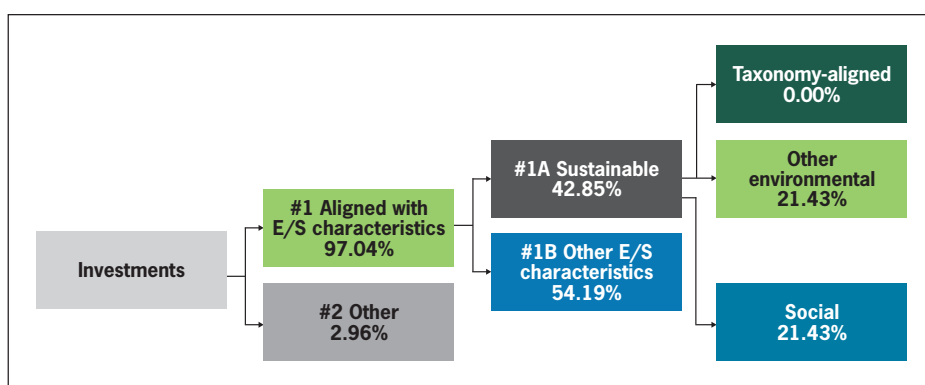 Investments
#1 Aligned with
E/S characteristics
97.04%
#2 Other
2.96%
#1A Sustainable
42.85%
#1B Other E/S
characteristics
54.19%
Taxonomy-aligned
0.00%
Other
environmental
21.43%
Social
21.43%